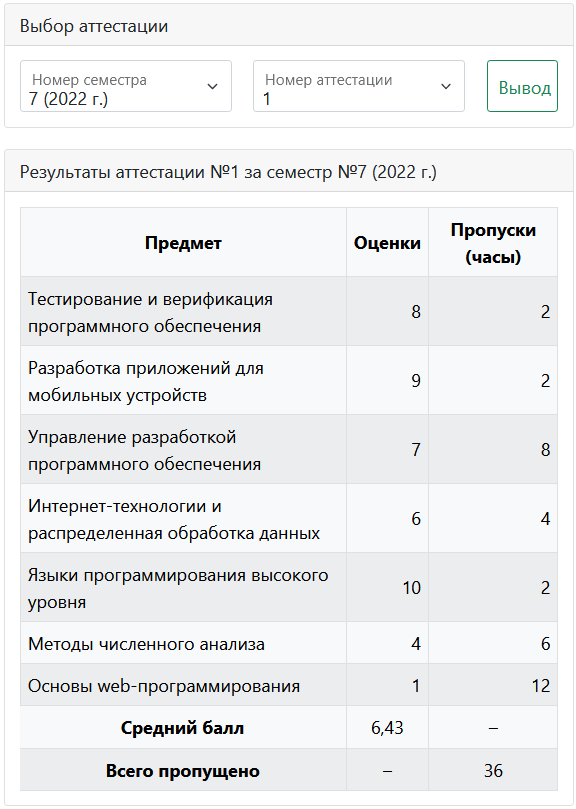 Выбор аттестации
Номер семестра
7 (2022 г.)
Номер аттестации
1
Вывод
Результаты аттестации №1 за семестр №7 (2022 г.)
Предмет
Оценки
Пропуски
(часы)
Тестирование и верификация
программного обеспечения
8
2
Разработка приложений для
мобильных устройств
9
2
Управление разработкой
программного обеспечения
7
8
Интернет-технологии и
распределенная обработка данных
6
4
Языки программирования высокого
уровня
10
2
Методы численного анализа
4
6
Основы web-программирования
1
12
Средний балл
6,43
–
Всего пропущено
–
36